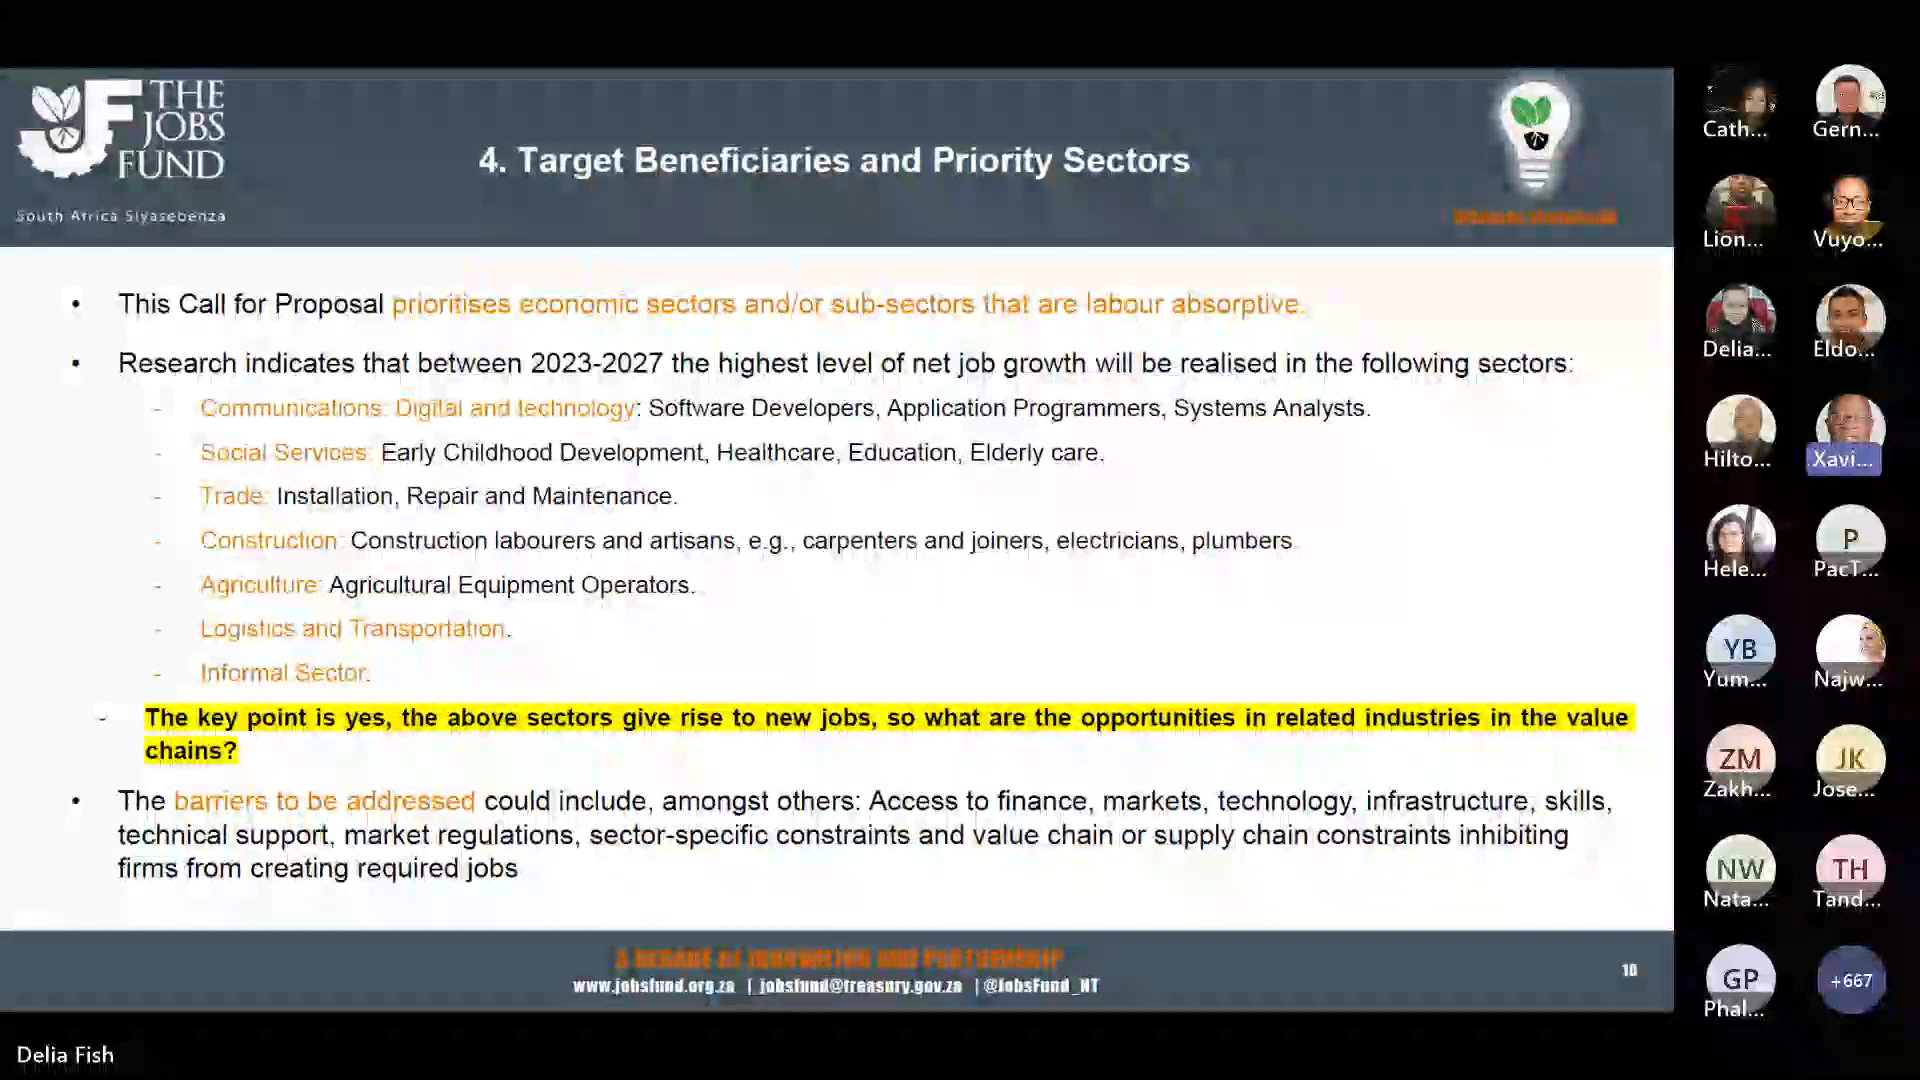 THE
JOBS
FUND
South Africa Siyasebenza
4. Target Beneficiaries and Priority Sectors
• This Call for Proposal prioritises economic sectors and/or sub-sectors that are labour absorptive.
• Research indicates that between 2023-2027 the highest level of net job growth will be realised in the following sectors:
- Communications: Digital and technology: Software Developers, Application Programmers, Systems Analysts.
- Social Services: Early Childhood Development, Healthcare, Education, Elderly care.
- Trade: Installation, Repair and Maintenance.
- Construction: Construction labourers and artisans, e.g., carpenters and joiners, electricians, plumbers.
- Agriculture: Agricultural Equipment Operators.
- Logistics and Transportation.
- Informal Sector.
- The key point is yes, the above sectors give rise to new jobs, so what are the opportunities in related industries in the value
chains?
• The barriers to be addressed could include, amongst others: Access to finance, markets, technology, infrastructure, skills,
technical support, market regulations, sector-specific constraints and value chain or supply chain constraints inhibiting
firms from creating required jobs
A DECADE OF INNOVATION AND PARTNERSHIP
www.jobsfund.org.za | jobsfund@treasury.gov.za | @JobsFund_NT
10
Delia Fish
Cath... Gern...
Lion... Vuyo...
Delia... Eldo...
Hilto... Xavi...
P
Hele... PacT...
YB
Yum... Najw...
ZM JK
Zakh... Jose...
NW TH
Nata... Tand...
GP +667
Phal...